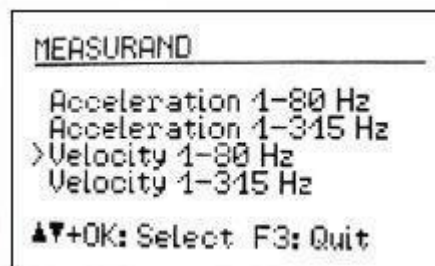 MEASURAND
Acceleration 1-80 Hz
Acceleration 1-315 Hz
>Velocity 1-80 Hz
Velocity 1-315 Hz
▲▼+OK: Select F3: Quit